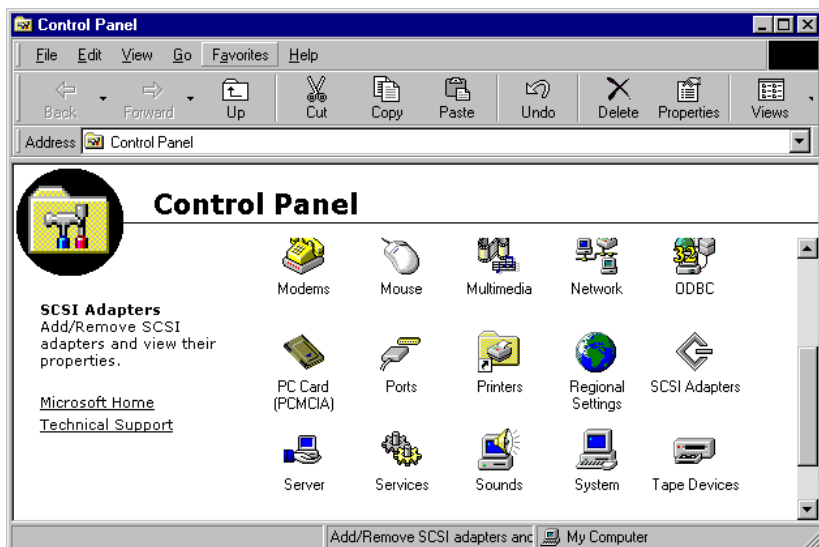 Control Panel
File Edit View Go Favorites Help
Back Forward Up Cut Copy Paste Undo Delete Properties Views
Address Control Panel
Control Panel
Modems Mouse Multimedia Network 32 ODBC
SCSI Adapters
Add/Remove SCSI
adapters and view their
properties.
PC Card
(PCMCIA) Ports Printers Regional
Settings SCSI Adapters
Microsoft Home
Technical Support
Server Services Sounds System Tape Devices
Add/Remove SCSI adapters and My Computer